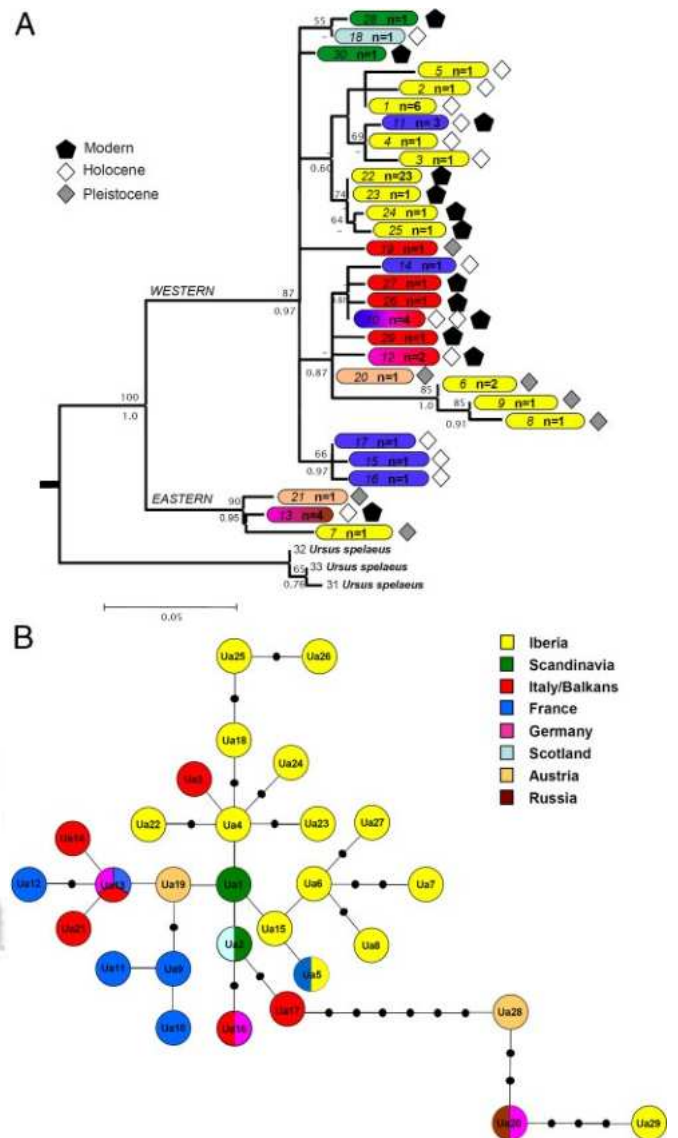 A
Modern
Holocene
Pleistocene
55
28 n=1
18 n=1
30 n=1
5 n=1
2 n=1
1 n=6
11 n=3
69
4 n=1
3 n=1
0.60
22 n=23
74
23 n=1
24 n=1
64
25 n=1
19 n=1
14 n=1
WESTERN
87
0.97
27 n=1
26 n=1
10 n=4
29 n=1
12 n=2
0.87
20 n=1
85
1.0
6 n=2
85
0.91
9 n=1
8 n=1
100
1.0
17 n=1
66
0.97
15 n=1
16 n=1
EASTERN
90
0.95
21 n=1
13 n=4
7 n=1
32 Ursus spelaeus
65
0.76
33 Ursus spelaeus
31 Ursus spelaeus
0.05
B
Iberia
Scandinavia
Italy/Balkans
France
Germany
Scotland
Austria
Russia
Ua25
Ua26
Ua18
Ua24
Ua22
Ua4
Ua23
Ua27
Ua12
Ua13
Ua19
Ua1
Ua6
Ua7
Ua21
Ua15
Ua8
Ua11
Ua9
Ua2
Ua5
Ua10
Ua17
Ua28
Ua20
Ua29